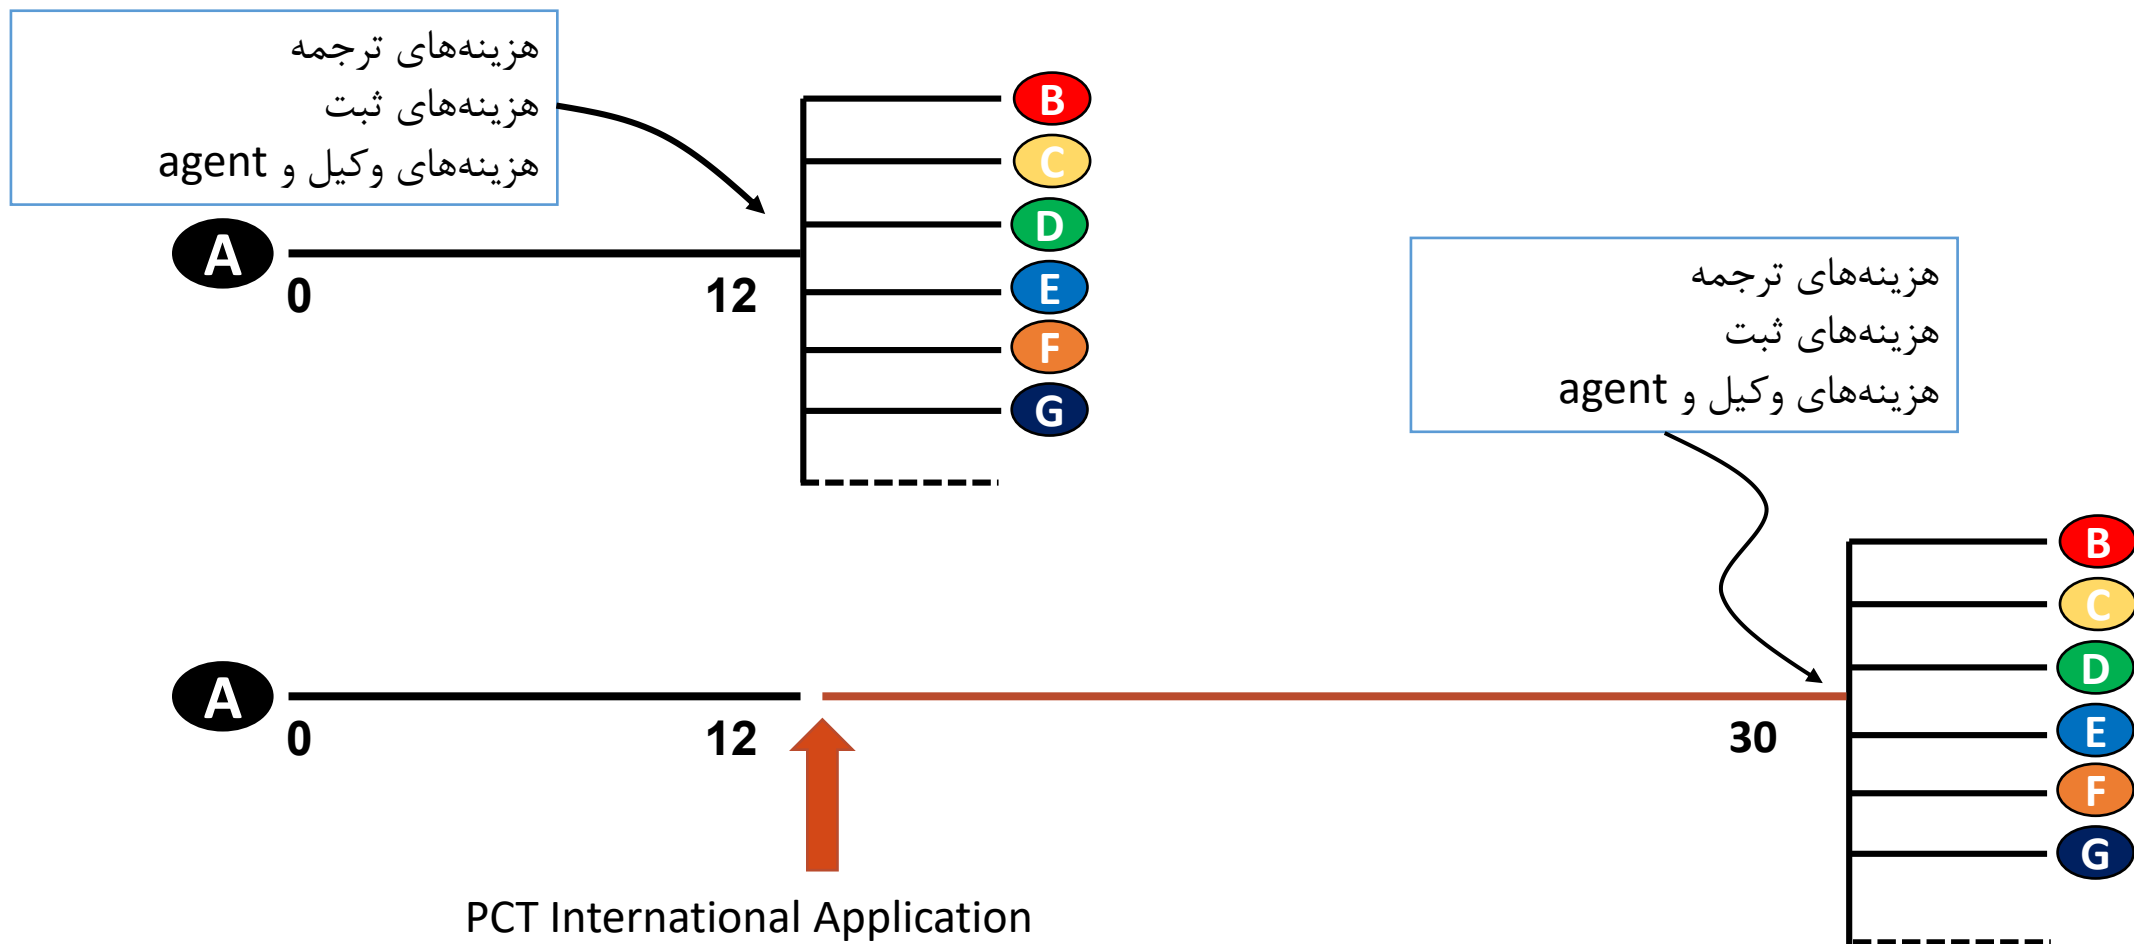 هزینه‌های ترجمه
هزینه‌های ثبت
هزینه‌های وکیل و agent
B
C
D
E
F
G
A
0
12
هزینه‌های ترجمه
هزینه‌های ثبت
هزینه‌های وکیل و agent
A
0
12
30
B
C
D
E
F
G
PCT International Application